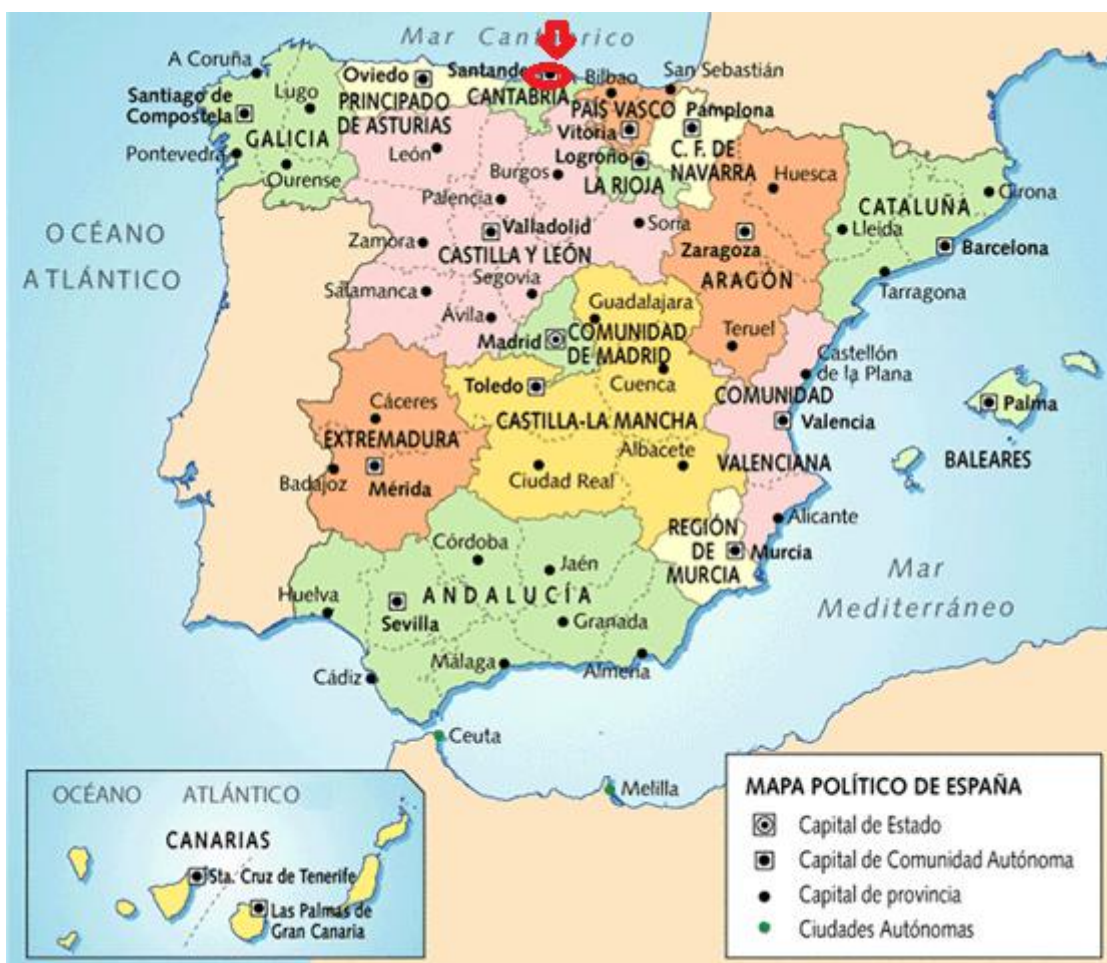 Mar Cantábrico
1
A Coruña
Oviedo
Santander
Bilbao
San Sebastián
Santiago de
Compostela
Lugo
PRINCIPADO
DE ASTURIAS
CANTABRIA
PAÍS VASCO
Pamplona
GALICIA
Vitoria
Pontevedra
León
Logroño
C. F. DE
NAVARRA
Ourense
Burgos
LA RIOJA
Huesca
Girona
Palencia
CATALUÑA
OCÉANO
ATLÁNTICO
Zamora
Valladolid
Soria
Lleida
CASTILLA Y LEÓN
Zaragoza
Barcelona
Segovia
ARAGÓN
Salamanca
Tarragona
Ávila
Guadalajara
Madrid
COMUNIDAD
DE MADRID
Teruel
Castellón
de la Plana
Toledo
Cuenca
COMUNIDAD
VALENCIANA
Palma
Cáceres
CASTILLA-LA MANCHA
Valencia
EXTREMADURA
Albacete
BALEARES
Badajoz
Mérida
Ciudad Real
Alicante
REGIÓN
DE
MURCIA
Murcia
Córdoba
Jaén
Mar
Mediterráneo
Huelva
ANDALUCÍA
Sevilla
Granada
Málaga
Almería
Cádiz
Ceuta
Melilla
OCÉANO ATLÁNTICO
CANARIAS
Sta. Cruz de Tenerife
Las Palmas de
Gran Canaria
MAPA POLÍTICO DE ESPAÑA
Capital de Estado
Capital de Comunidad Autónoma
Capital de provincia
Ciudades Autónomas